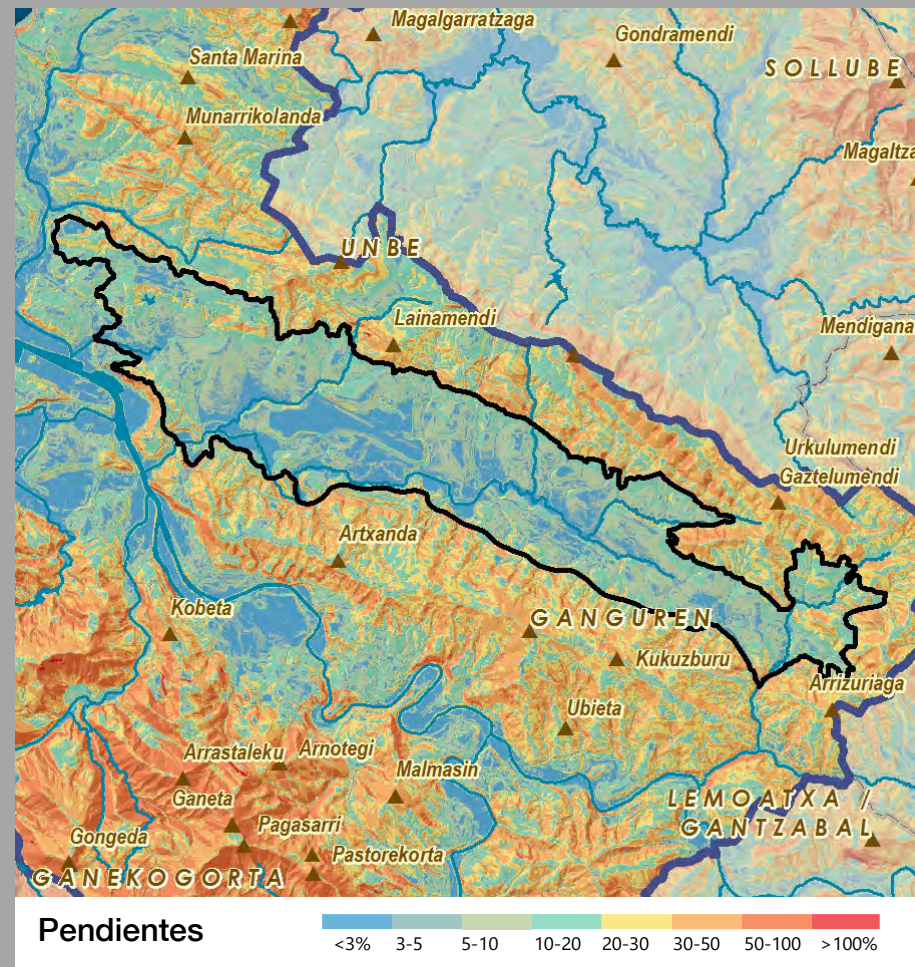 Magalgarratzaga
Gondramendi
Santa Marina
SOLLUBE
Munarrikolanda
Magaltza
UNBE
Lainamendi
Mendigana
Urkulumendi
Gaztelumendi
Artxanda
Kobeta
GANGUREN
Kukuzburu
Arrizuriaga
Ubieta
Arrastaleku
Arnotegi
Malmasin
Ganeta
LEMOATXA /
GANTZABAL
Pagasarri
Gongeda
Pastorekorta
GANEKOGORTA
Pendientes
<3% 3-5 5-10 10-20 20-30 30-50 50-100 >100%